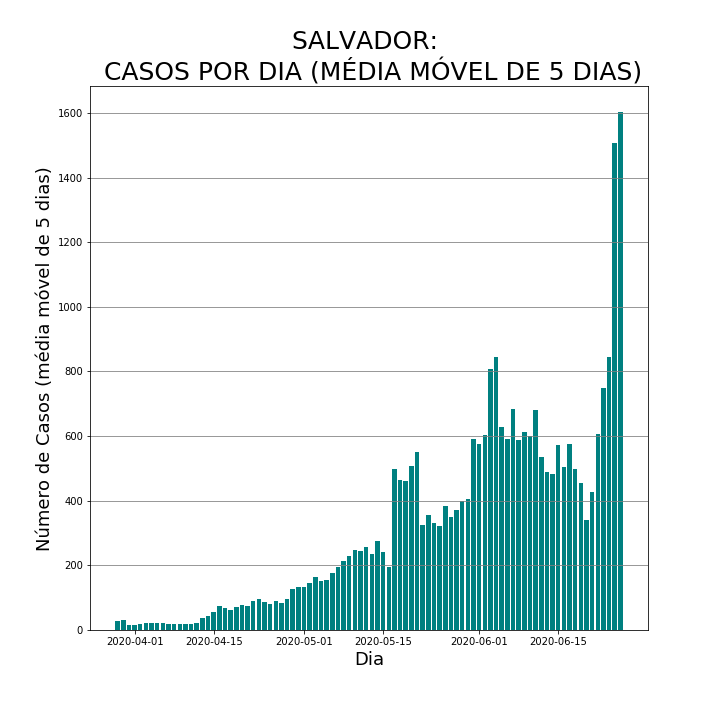 SALVADOR:
CASOS POR DIA (MÉDIA MÓVEL DE 5 DIAS)
Número de Casos (média móvel de 5 dias)
1600
1400
1200
1000
800
600
400
200
0
2020-04-01 2020-04-15 2020-05-01 2020-05-15 2020-06-01 2020-06-15
Dia